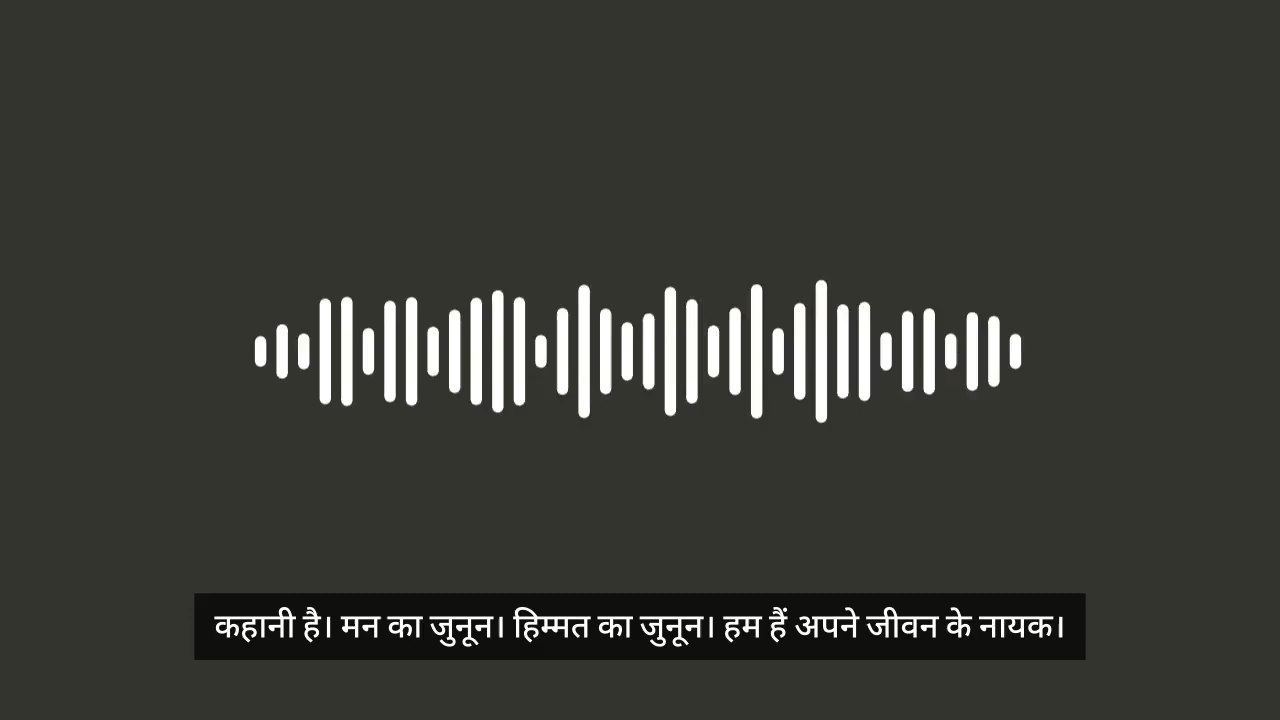 कहानी है। मन का जुनून। हिम्मत का जुनून। हम हैं अपने जीवन के नायक।